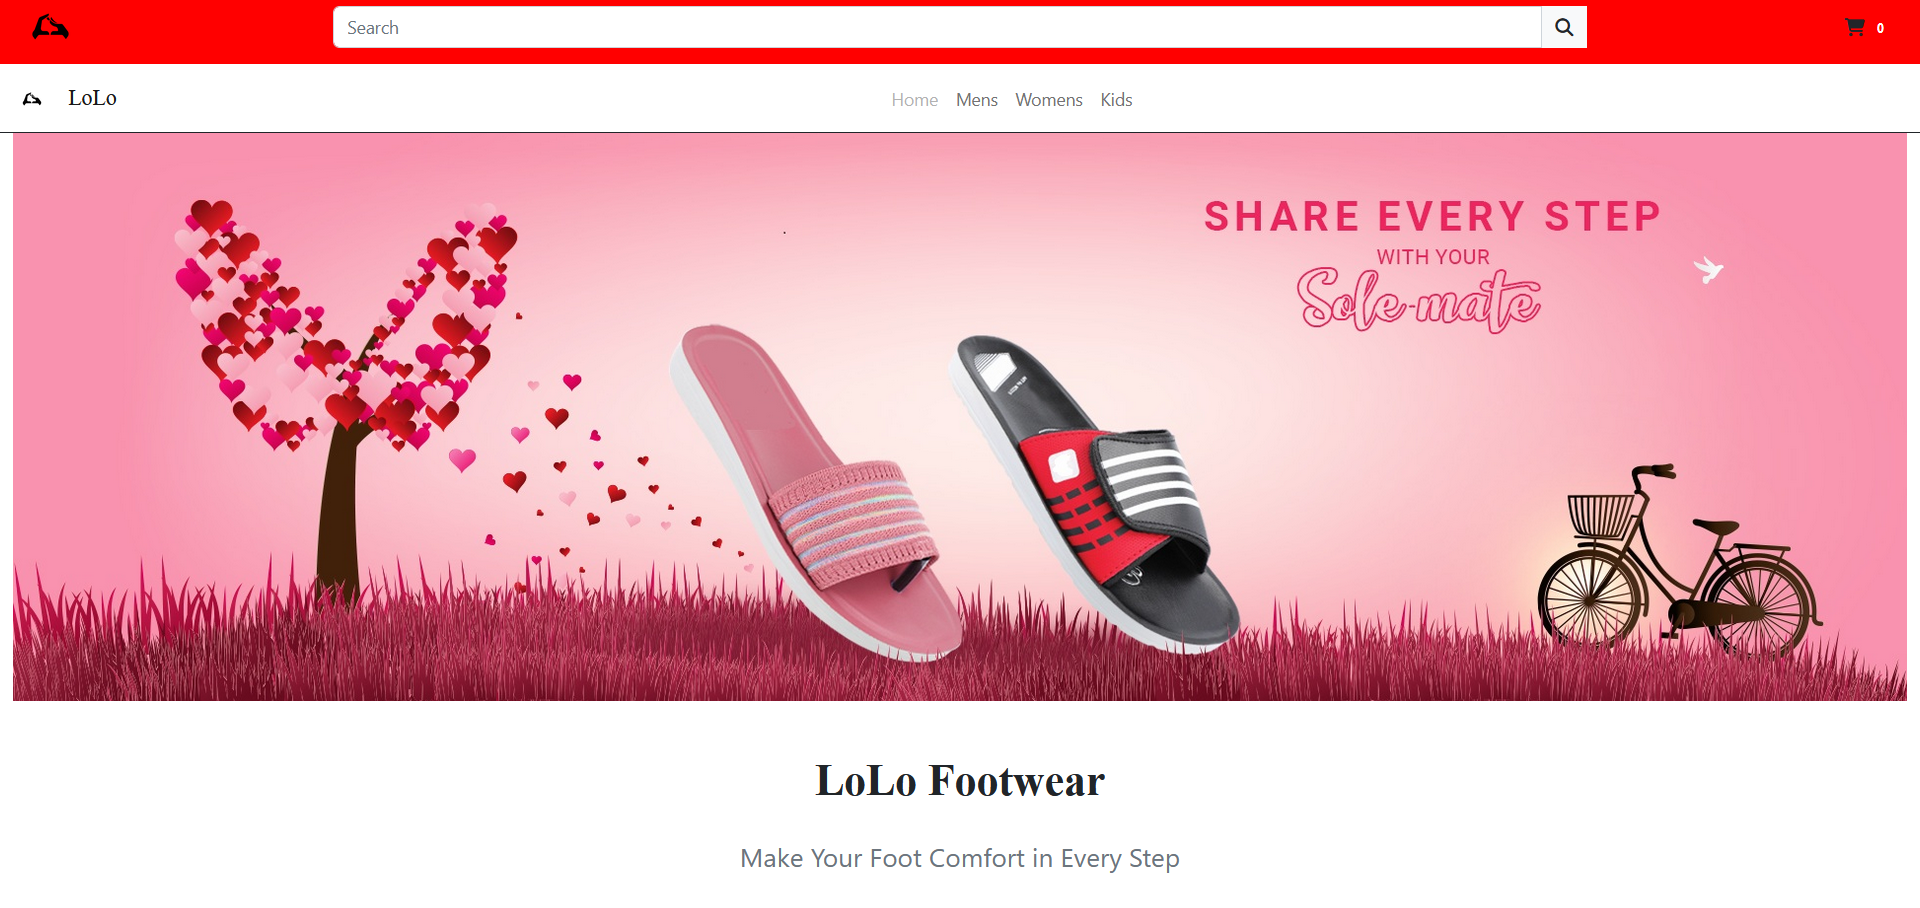 Search
0
LoLo
Home Mens Womens Kids
SHARE EVERY STEP
WITH YOUR
Sole-mate
LoLo Footwear
Make Your Foot Comfort in Every Step